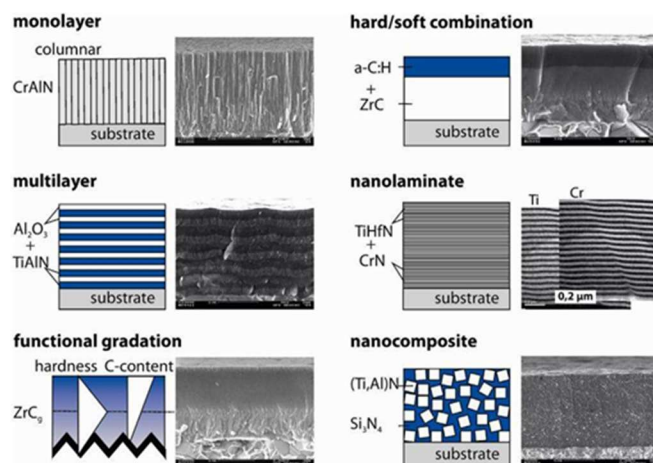 monolayer
columnar
CrAlN
substrate
hard/soft combination
a-C:H
+
ZrC
substrate
multilayer
Al₂O₃
+
TiAlN
substrate
nanolaminate
TiHfN
+
CrN
substrate
Ti
Cr
0,2 µm
functional gradation
hardness C-content
ZrC₉
nanocomposite
(Ti,Al)N
Si₃N₄
substrate